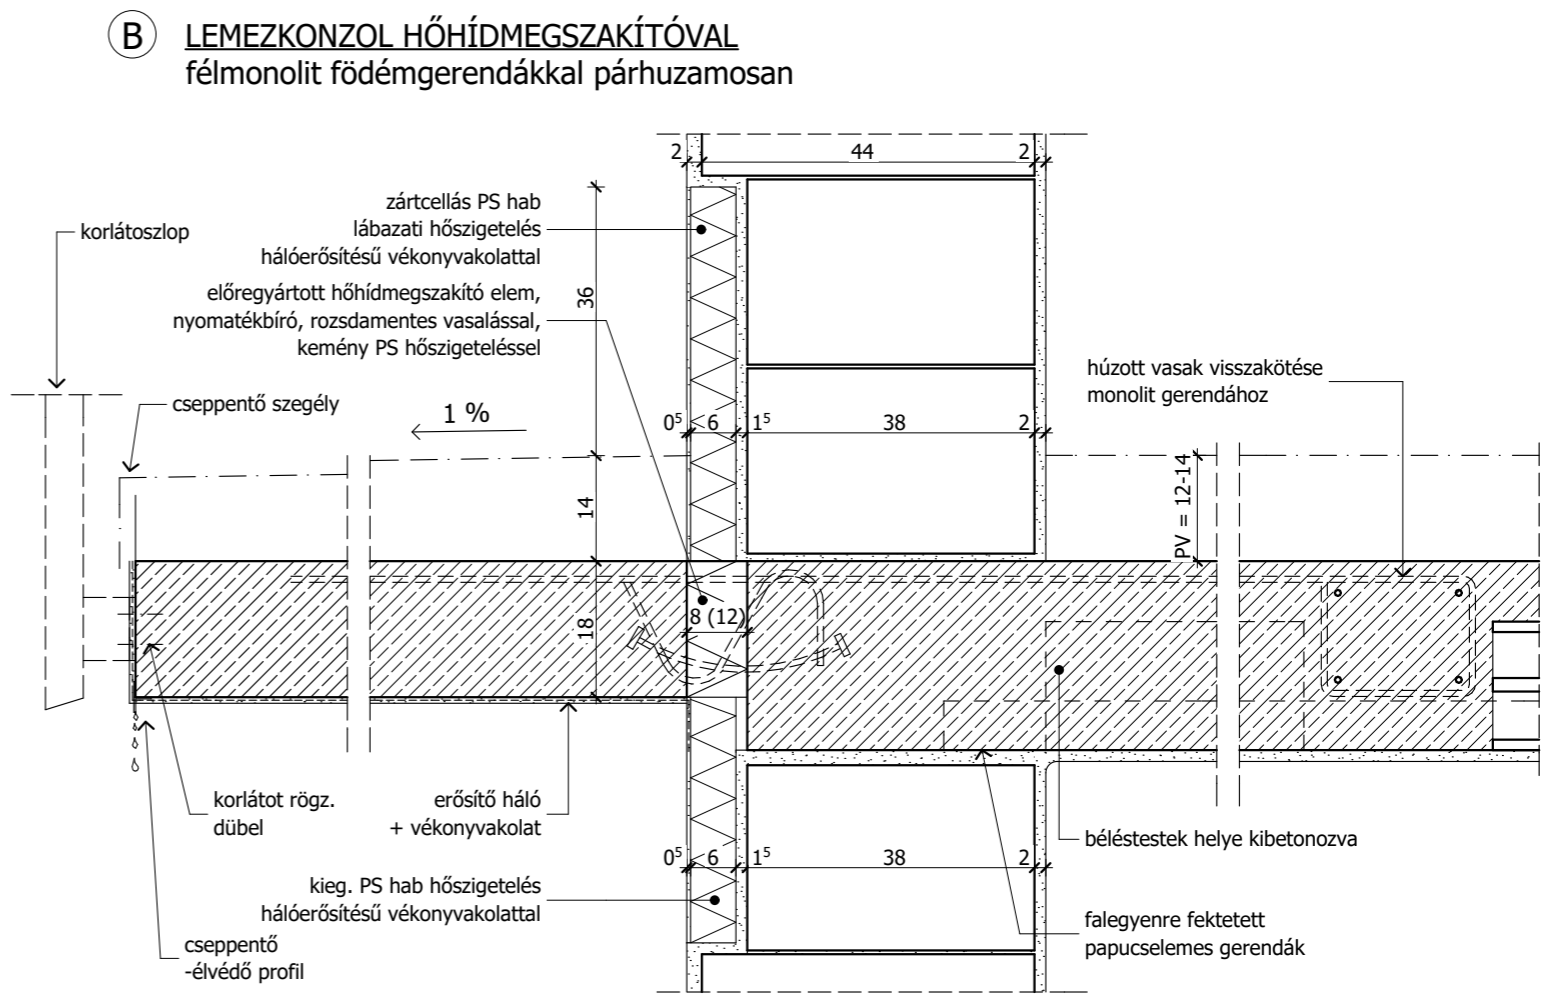 B LEMEZKONZOL HŐHÍDMEGSZAKÍTÓVAL
félmonolit födémgerendákkal párhuzamosan
2 44 2
zártcellás PS hab
lábazati hőszigetelés
hálóerősítésű vékonyvakolattal
korlátoszlop
előregyártott hőhídmegszakító elem,
nyomatékbíró, rozsdamentes vasalással,
kemény PS hőszigeteléssel
36
húzott vasak visszakötése
monolit gerendához
cseppentő szegély
1 %
0⁵ 6 1⁵ 38 2
14
PV = 12-14
18
8 (12)
korlátot rögz.
dübel
erősítő háló
+ vékonyvakolat
béléstestek helye kibetonozva
0⁵ 6 1⁵ 38 2
kieg. PS hab hőszigetelés
hálóerősítésű vékonyvakolattal
falegyenre fektetett
papucselemes gerendák
cseppentő
-élvédő profil